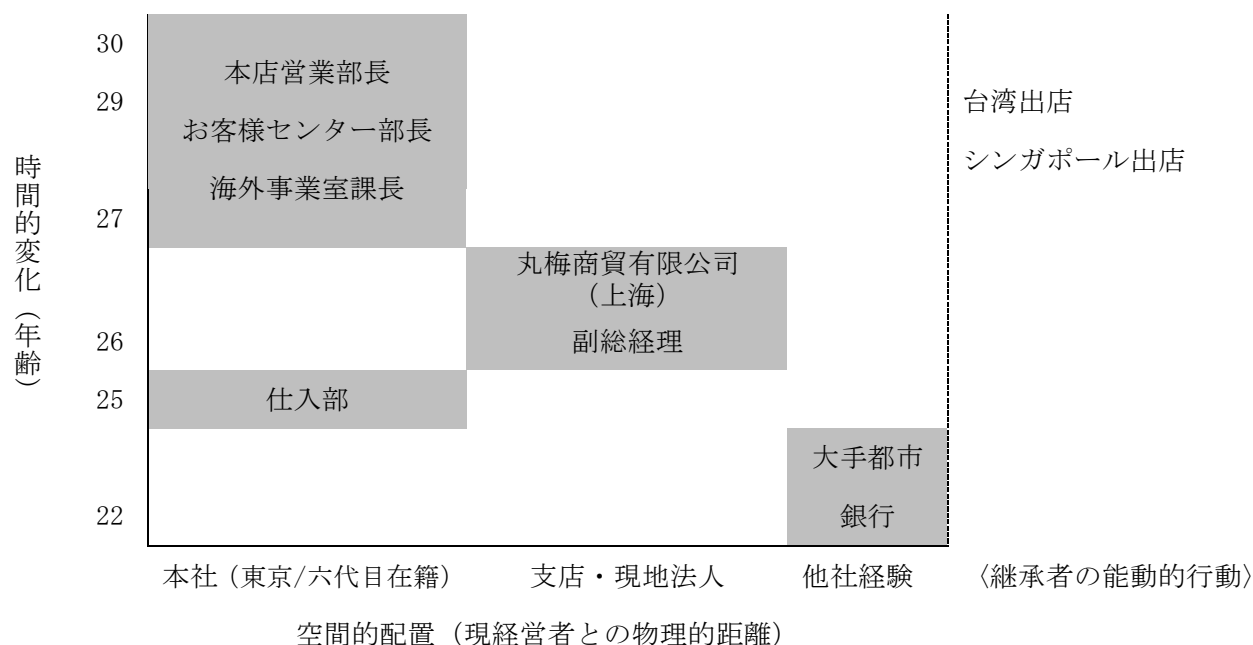 30
本店営業部長
29
台湾出店
お客様センター部長
シンガポール出店
海外事業室課長
27
丸梅商貿有限公司
（上海）
26
副総経理
25
仕入部
大手都市
22
銀行
時間的変化（年齢）
本社（東京/六代目在籍）
支店・現地法人
他社経験
〈継承者の能動的行動〉
空間的配置（現経営者との物理的距離）